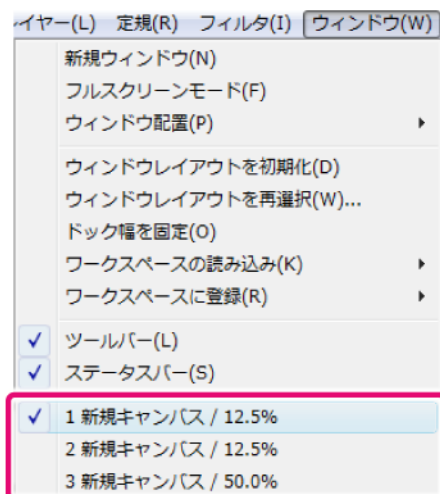 イヤー(L) 定規(R) フィルタ(I) ウィンドウ(W)
新規ウィンドウ(N)
フルスクリーンモード(F)
ウィンドウ配置(P)
ウィンドウレイアウトを初期化(D)
ウィンドウレイアウトを再選択(W)...
ドック幅を固定(O)
ワークスペースの読み込み(K)
ワークスペースに登録(R)
ツールバー(L)
ステータスバー(S)
1 新規キャンバス / 12.5%
2 新規キャンバス / 12.5%
3 新規キャンバス / 50.0%